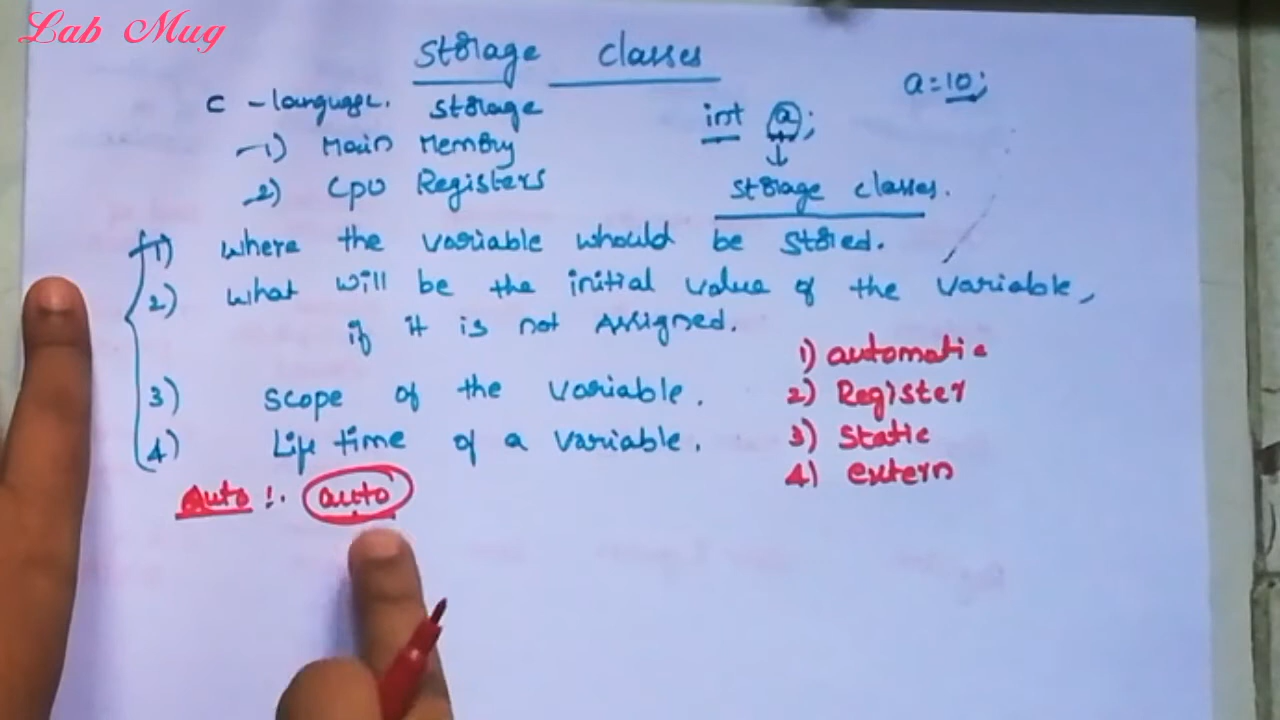 Lab Mug
Storage Classes
C - language. Storage
1) Main Memory
2) CPU Registers
int a;
a=10;
storage classes.
1) where the variable whould be stored.
2) what will be the initial value of the variable,
if it is not Assigned.
3) scope of the variable.
4) Life time of a variable.
1) automatic
2) Register
3) Static
4) extern
Auto :. auto